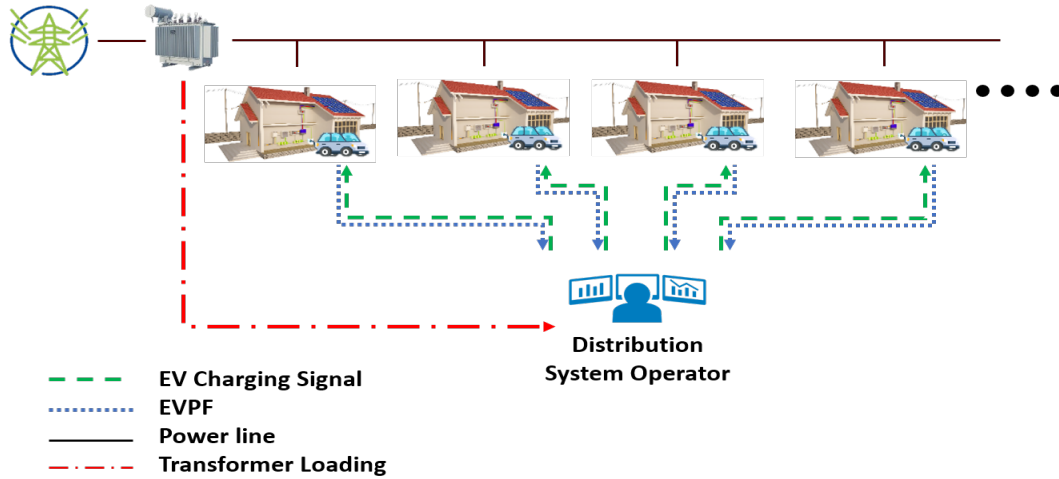 Distribution
System Operator
EV Charging Signal
EVPF
Power line
Transformer Loading